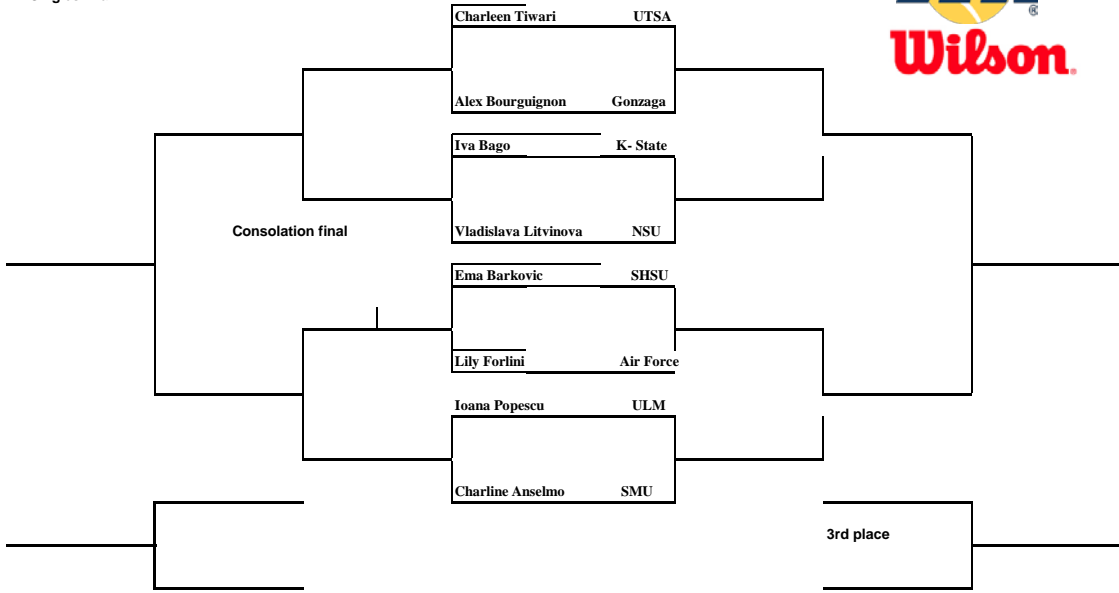 Charleen Tiwari UTSA
®
Wilson.
Alex Bourguignon Gonzaga
Iva Bago K- State
Consolation final
Vladislava Litvinova NSU
Ema Barkovic SHSU
Lily Forlini Air Force
Ioana Popescu ULM
Charline Anselmo SMU
3rd place